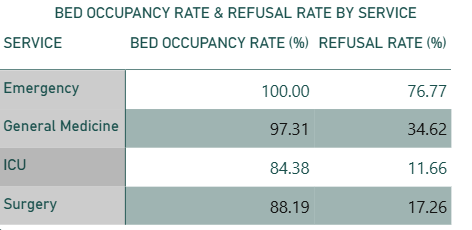 BED OCCUPANCY RATE & REFUSAL RATE BY SERVICE
SERVICE BED OCCUPANCY RATE (%) REFUSAL RATE (%)
Emergency 100.00 76.77
General Medicine 97.31 34.62
ICU 84.38 11.66
Surgery 88.19 17.26